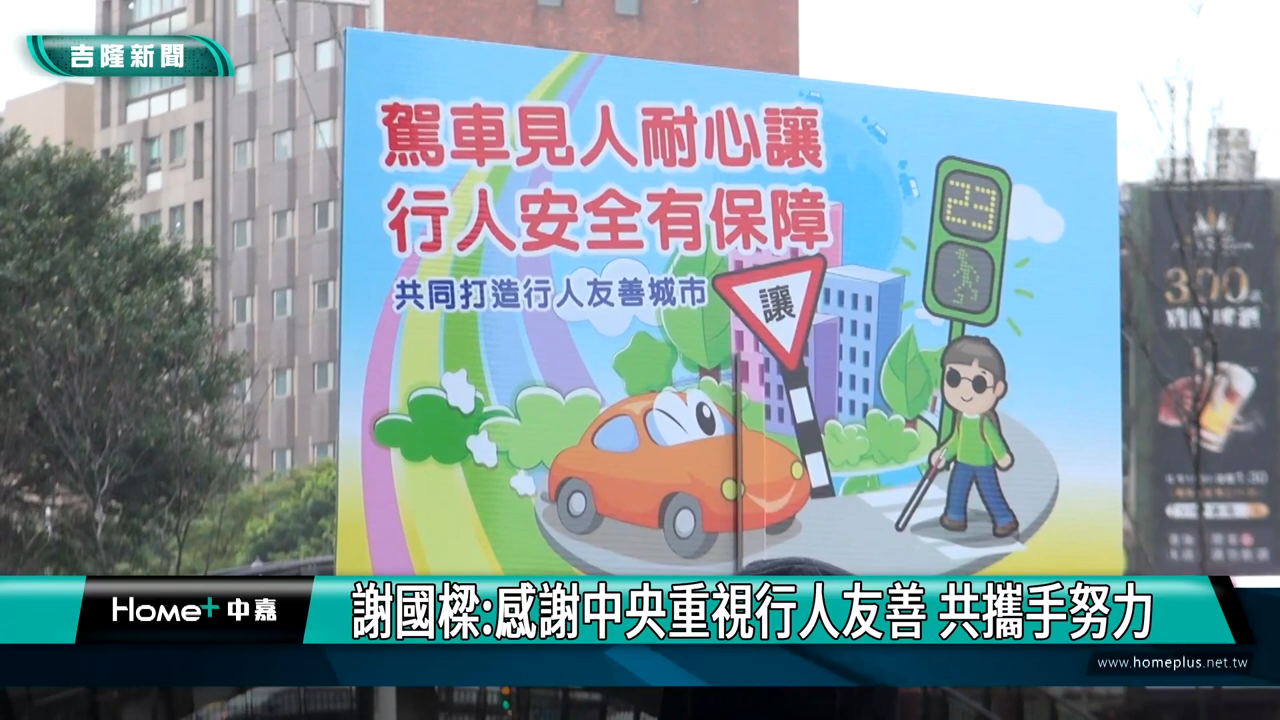 吉隆新聞
駕車見人耐心讓
行人安全有保障
共同打造行人友善城市
讓
23
300
Home+中嘉
謝國樑:感謝中央重視行人友善 共攜手努力
www.homeplus.net.tw